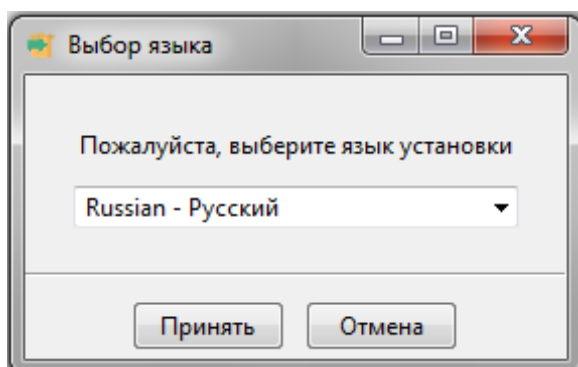 Выбор языка
Пожалуйста, выберите язык установки
Russian - Русский
Принять
Отмена